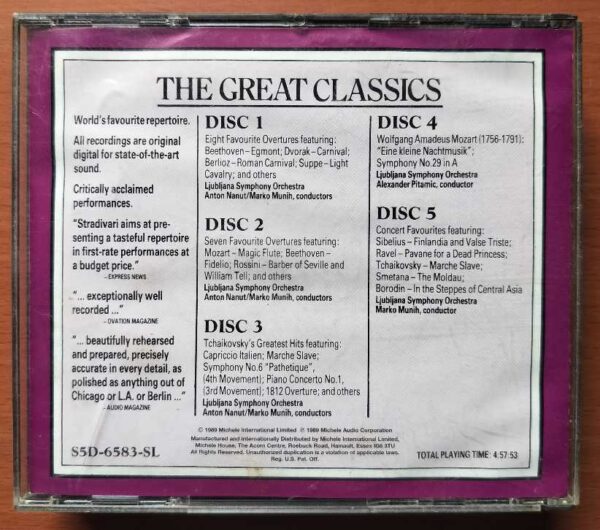 THE GREAT CLASSICS
World's favourite repertoire.
All recordings are original
digital for state-of-the-art
sound.
Critically acclaimed
performances.
"Stradivari aims at pre-
senting a tasteful repertoire
in first-rate performances at
a budget price."
– EXPRESS NEWS
"... exceptionally well
recorded ..."
– OVATION MAGAZINE
"... beautifully rehearsed
and prepared, precisely
accurate in every detail, as
polished as anything out of
Chicago or L.A. or Berlin ..."
– AUDIO MAGAZINE
S5D-6583-SL
DISC 1
Eight Favourite Overtures featuring:
Beethoven – Egmont; Dvorak – Carnival;
Berlioz – Roman Carnival; Suppe – Light
Cavalry; and others
Ljubljana Symphony Orchestra
Anton Nanut/Marko Munih, conductors
DISC 2
Seven Favourite Overtures featuring:
Mozart – Magic Flute; Beethoven –
Fidelio; Rossini – Barber of Seville and
William Tell; and others
Ljubljana Symphony Orchestra
Anton Nanut/Marko Munih, conductors
DISC 3
Tchaikovsky's Greatest Hits featuring:
Capriccio Italien; Marche Slave;
Symphony No.6 "Pathetique",
(4th Movement); Piano Concerto No.1,
(3rd Movement); 1812 Overture; and others
Ljubljana Symphony Orchestra
Anton Nanut/Marko Munih, conductors
DISC 4
Wolfgang Amadeus Mozart (1756-1791):
"Eine kleine Nachtmusik";
Symphony No.29 in A
Ljubljana Symphony Orchestra
Alexander Pitamic, conductor
DISC 5
Concert Favourites featuring:
Sibelius – Finlandia and Valse Triste;
Ravel – Pavane for a Dead Princess;
Tchaikovsky – Marche Slave;
Smetana – The Moldau;
Borodin – In the Steppes of Central Asia
Ljubljana Symphony Orchestra
Marko Munih, conductor
© 1989 Michele International Limited ℗ 1989 Michele Audio Corporation
Manufactured and Internationally Distributed by Michele International Limited,
Michele House, The Acorn Centre, Roebuck Road, Hainault, Essex IG6 3TU
All Rights Reserved. Unauthorized duplication is a violation of applicable laws.
Reg. U.S. Pat. Off.
TOTAL PLAYING TIME: 4:57:53